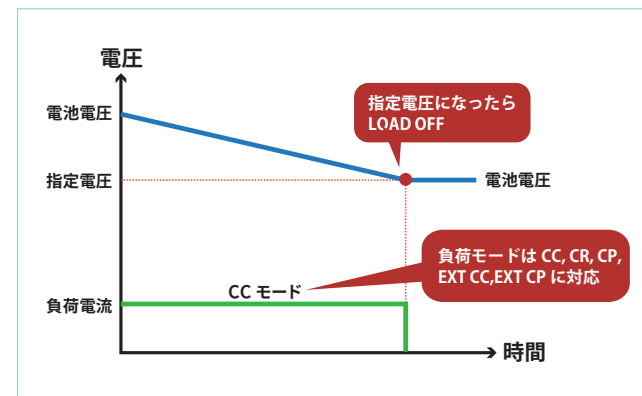 電圧
電池電圧
指定電圧になったら
LOAD OFF
指定電圧
電池電圧
負荷モードは CC, CR, CP,
EXT CC,EXT CP に対応
CC モード
負荷電流
時間